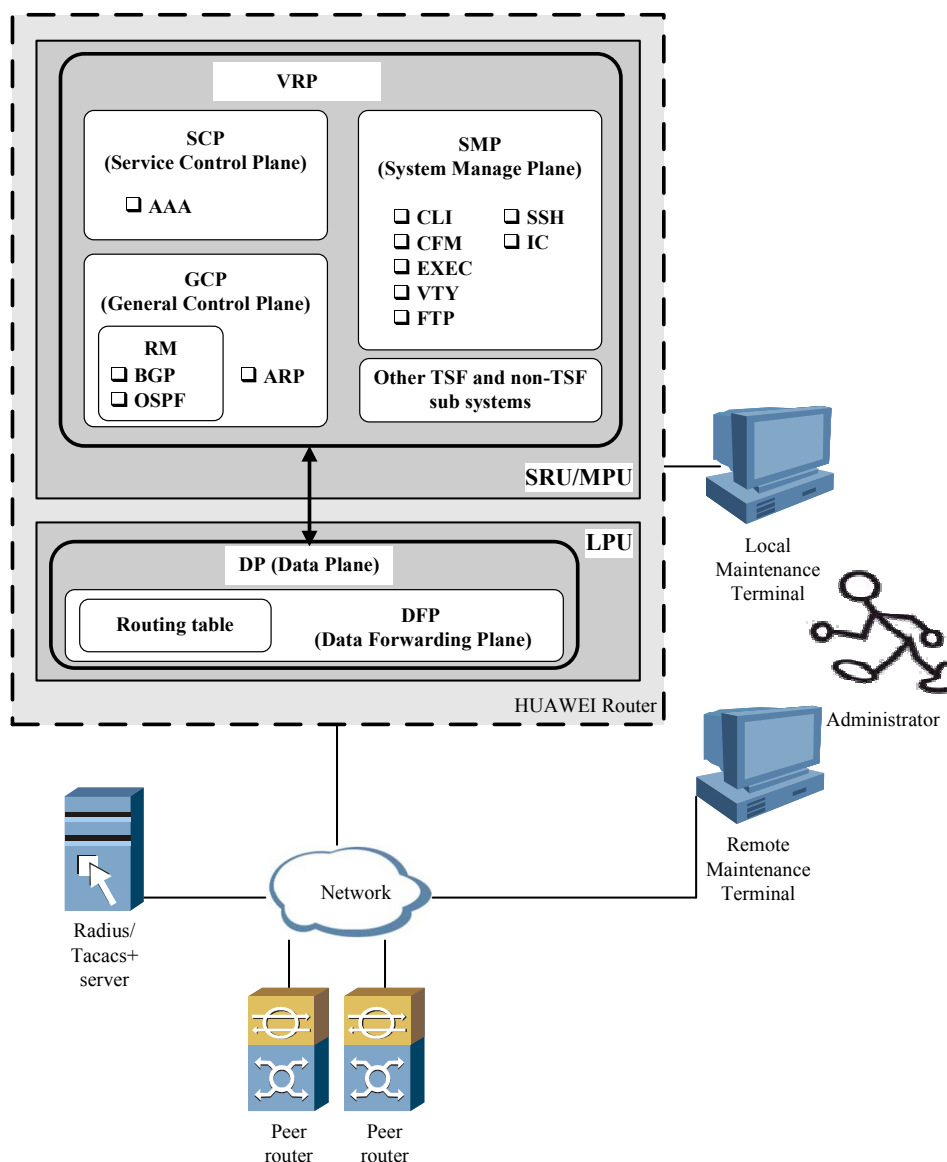 VRP
SCP
(Service Control Plane)
AAA
SMP
(System Manage Plane)
CLI
CFM
EXEC
VTY
FTP
SSH
IC
GCP
(General Control Plane)
RM
BGP
OSPF
ARP
Other TSF and non-TSF
sub systems
SRU/MPU
LPU
DP (Data Plane)
Routing table
DFP
(Data Forwarding Plane)
HUAWEI Router
Local
Maintenance
Terminal
Administrator
Remote
Maintenance
Terminal
Network
Radius/
Tacacs+
server
Peer
router
Peer
router